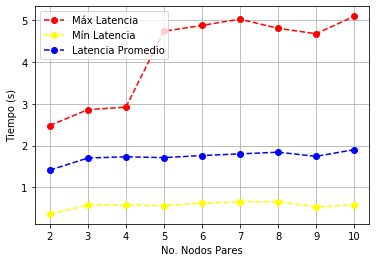 Máx Latencia
Mín Latencia
Latencia Promedio
Tiempo (s)
5
4
3
2
1
2 3 4 5 6 7 8 9 10
No. Nodos Pares